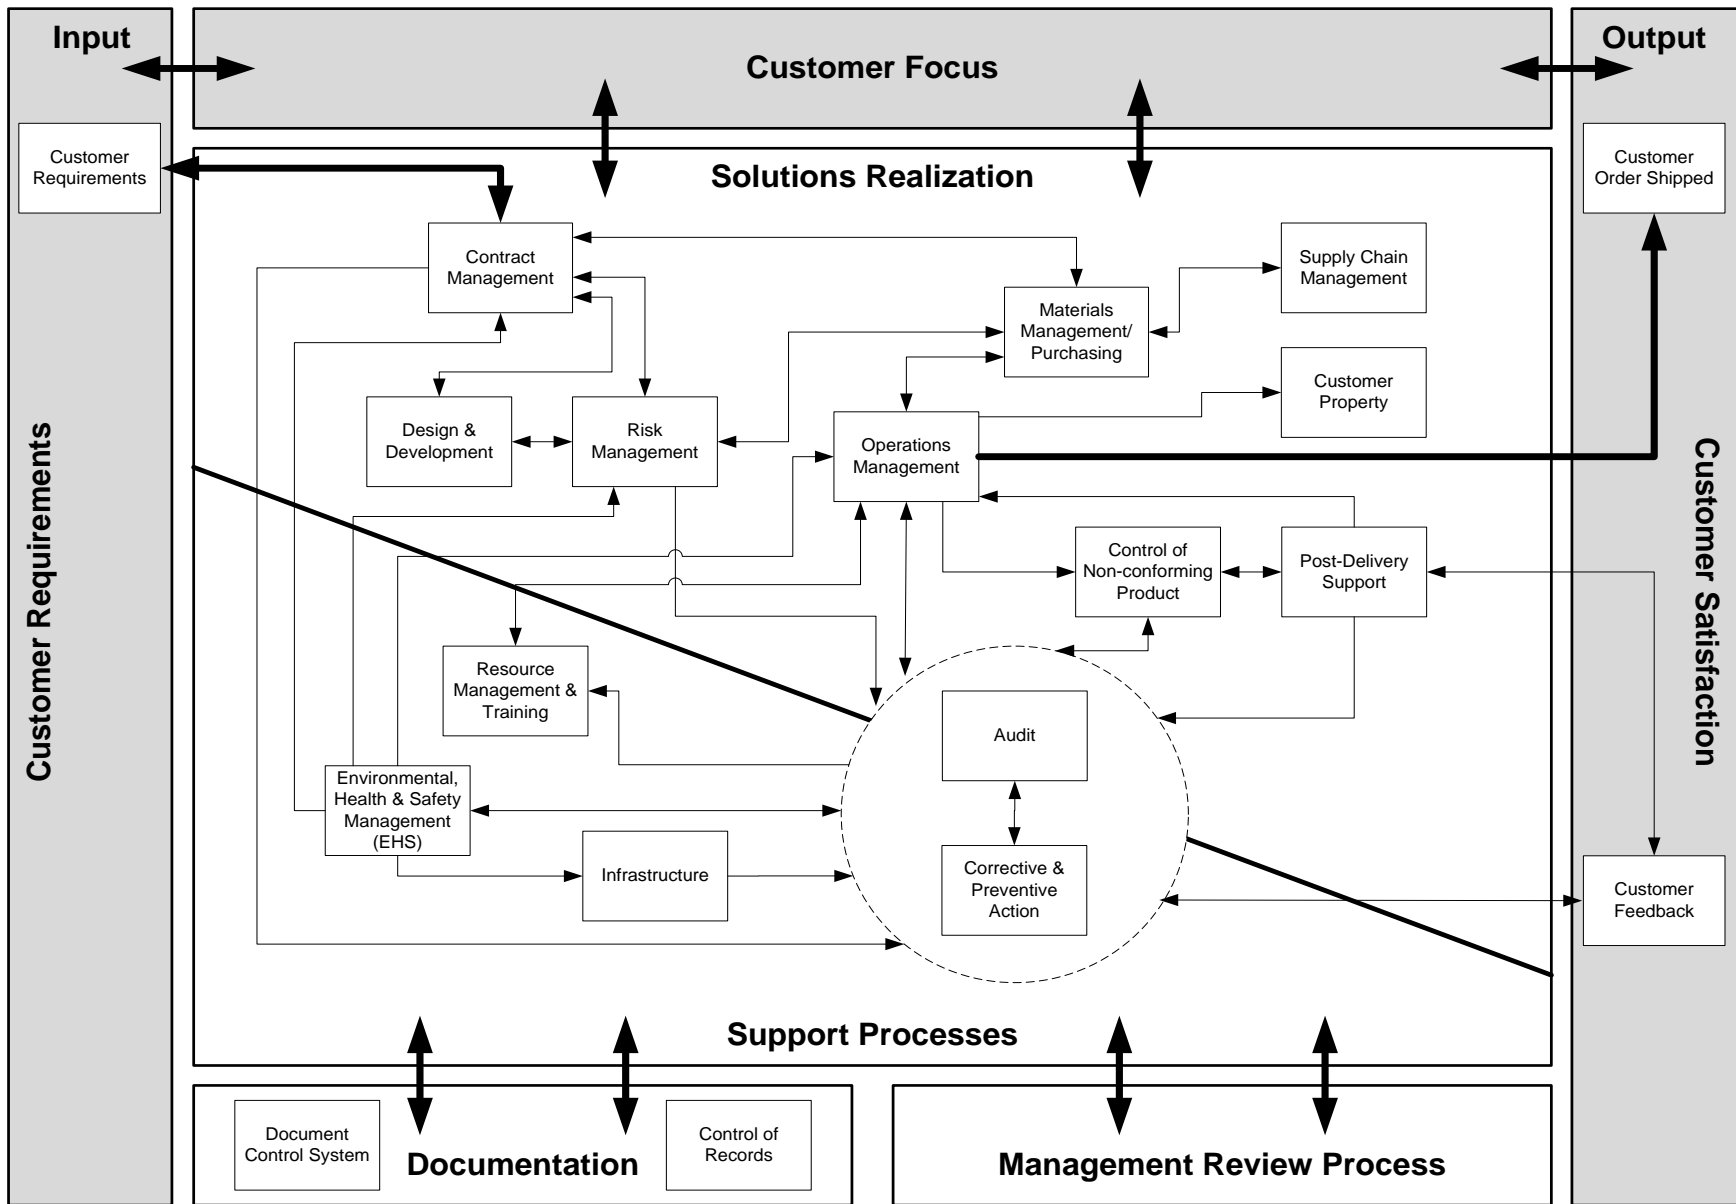 Input
Customer Focus
Output
Customer
Requirements
Customer
Order Shipped
Solutions Realization
Contract
Management
Supply Chain
Management
Materials
Management/
Purchasing
Customer
Property
Design &
Development
Risk
Management
Operations
Management
Customer Requirements
Customer Satisfaction
Control of
Non-conforming
Product
Post-Delivery
Support
Resource
Management &
Training
Audit
Environmental,
Health & Safety
Management
(EHS)
Infrastructure
Corrective &
Preventive
Action
Customer
Feedback
Support Processes
Document
Control System
Documentation
Control of
Records
Management Review Process